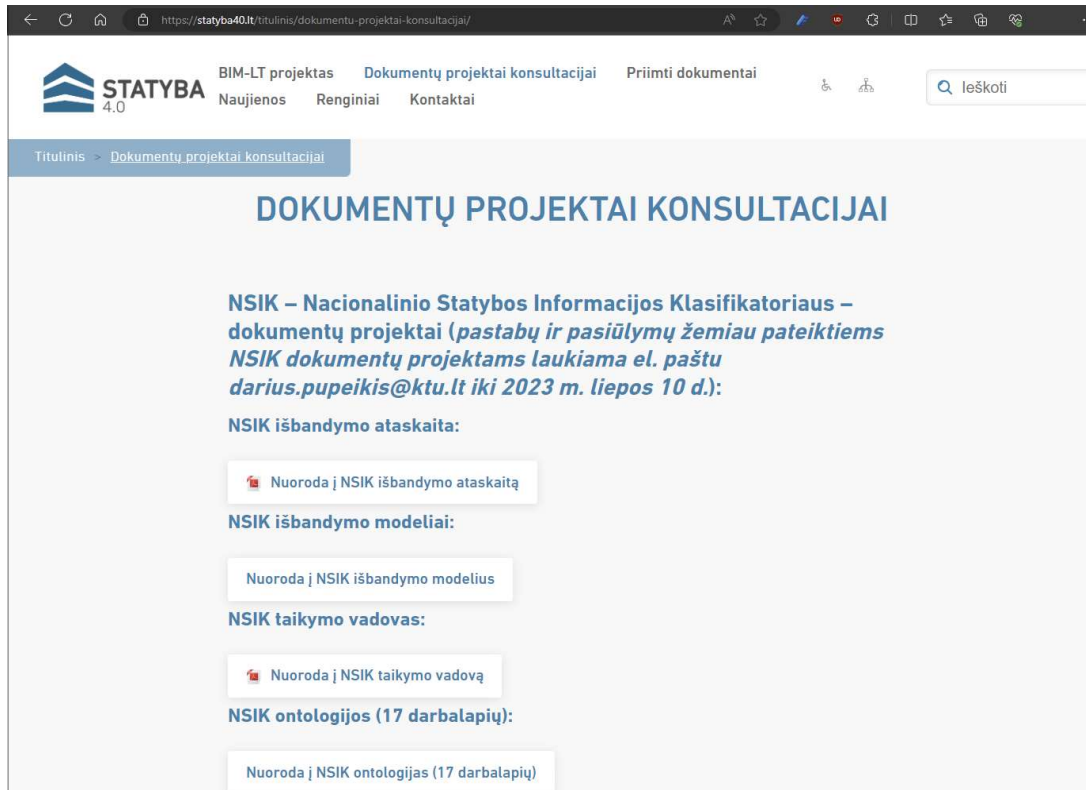 https://statyba40.lt/titulinis/dokumentu-projektai-konsultacijai/
STATYBA
4.0
BIM-LT projektas Dokumentų projektai konsultacijai Priimti dokumentai
Naujienos Renginiai Kontaktai
Ieškoti
Titulinis > Dokumentų projektai konsultacijai
DOKUMENTŲ PROJEKTAI KONSULTACIJAI
NSIK – Nacionalinio Statybos Informacijos Klasifikatoriaus –
dokumentų projektai (pastabų ir pasiūlymų žemiau pateiktiems
NSIK dokumentų projektams laukiama el. paštu
darius.pupeikis@ktu.lt iki 2023 m. liepos 10 d.):
NSIK išbandymo ataskaita:
Nuoroda į NSIK išbandymo ataskaitą
NSIK išbandymo modeliai:
Nuoroda į NSIK išbandymo modelius
NSIK taikymo vadovas:
Nuoroda į NSIK taikymo vadovą
NSIK ontologijos (17 darbalapių):
Nuoroda į NSIK ontologijas (17 darbalapių)